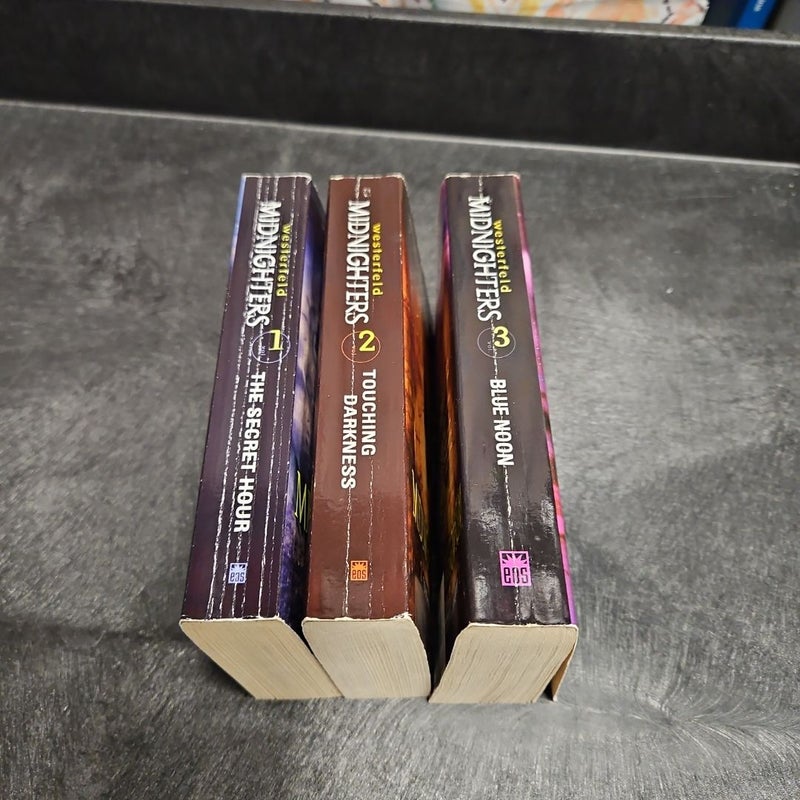 westerfeld
MIDNIGHTERS
1
THE SECRET HOUR
eos
westerfeld
MIDNIGHTERS
2
TOUCHING
DARKNESS
eos
westerfeld
MIDNIGHTERS
3
BLUE NOON
eos